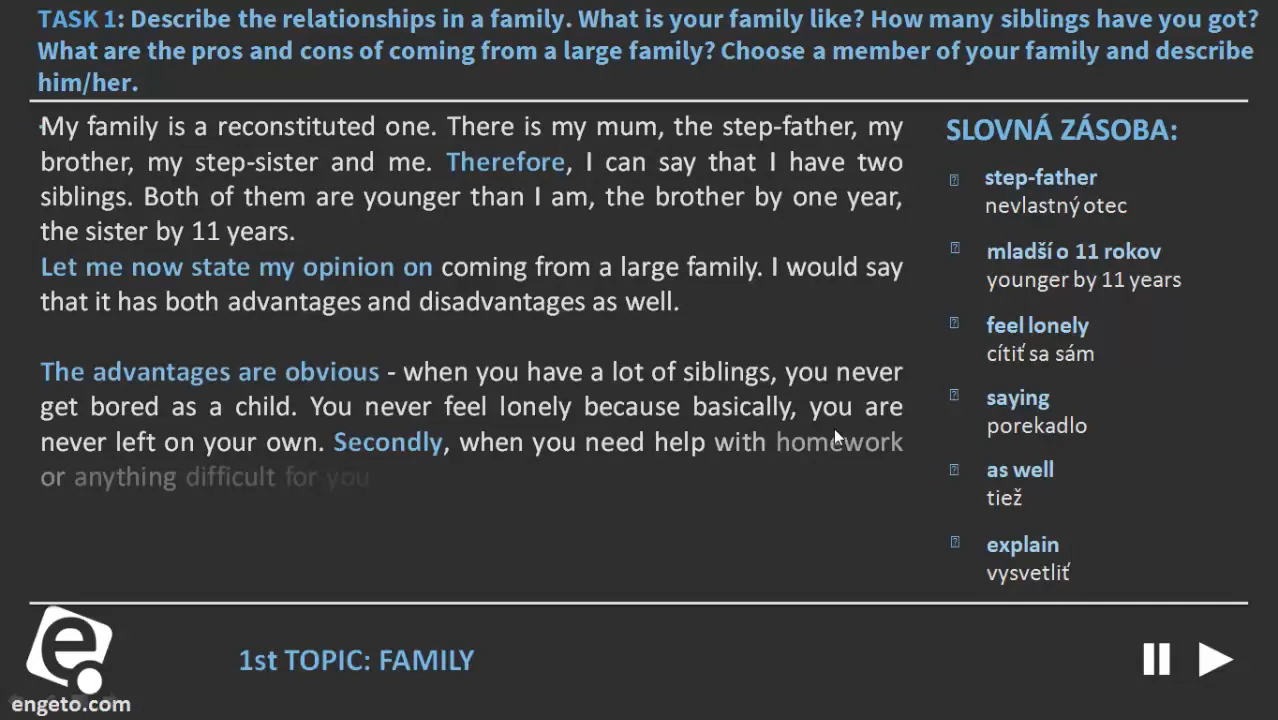 TASK 1: Describe the relationships in a family. What is your family like? How many siblings have you got?
What are the pros and cons of coming from a large family? Choose a member of your family and describe
him/her.
My family is a reconstituted one. There is my mum, the step-father, my
brother, my step-sister and me. Therefore, I can say that I have two
siblings. Both of them are younger than I am, the brother by one year,
the sister by 11 years.
Let me now state my opinion on coming from a large family. I would say
that it has both advantages and disadvantages as well.
The advantages are obvious - when you have a lot of siblings, you never
get bored as a child. You never feel lonely because basically, you are
never left on your own. Secondly, when you need help with homework
or anything difficult for you
SLOVNÁ ZÁSOBA:
step-father
nevlastný otec
mladší o 11 rokov
younger by 11 years
feel lonely
cítiť sa sám
saying
porekadlo
as well
tiež
explain
vysvetliť
e
engeto.com
1st TOPIC: FAMILY